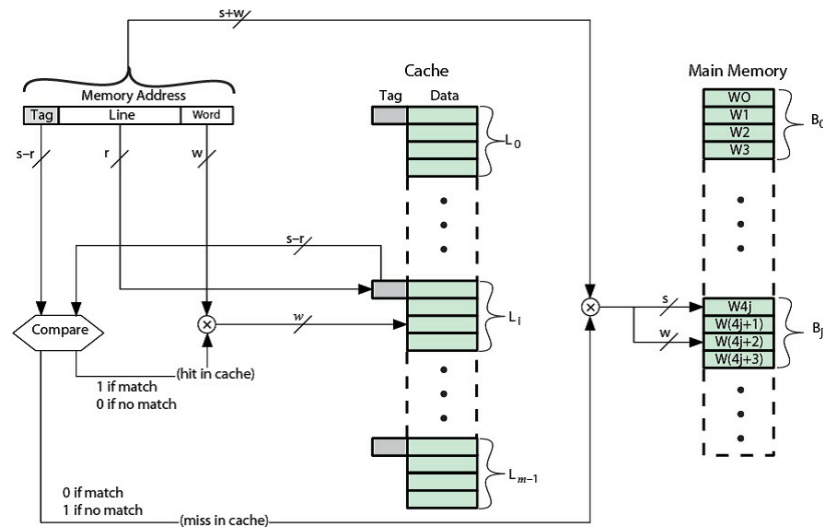 s+w
Cache
Main Memory
Memory Address
Tag Data
Tag Line Word
W0
W1
W2
W3
B0
L0
s–r
r
w
s–r
Compare
w
Li
s
w
W4j
W(4j+1)
W(4j+2)
W(4j+3)
Bj
(hit in cache)
1 if match
0 if no match
Lm–1
0 if match
1 if no match
(miss in cache)